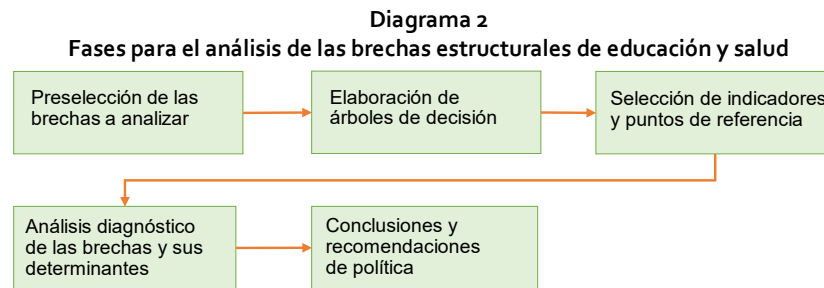 Diagrama 2
Fases para el análisis de las brechas estructurales de educación y salud
Preselección de las
brechas a analizar
Elaboración de
árboles de decisión
Selección de indicadores
y puntos de referencia
Análisis diagnóstico
de las brechas y sus
determinantes
Conclusiones y
recomendaciones
de política